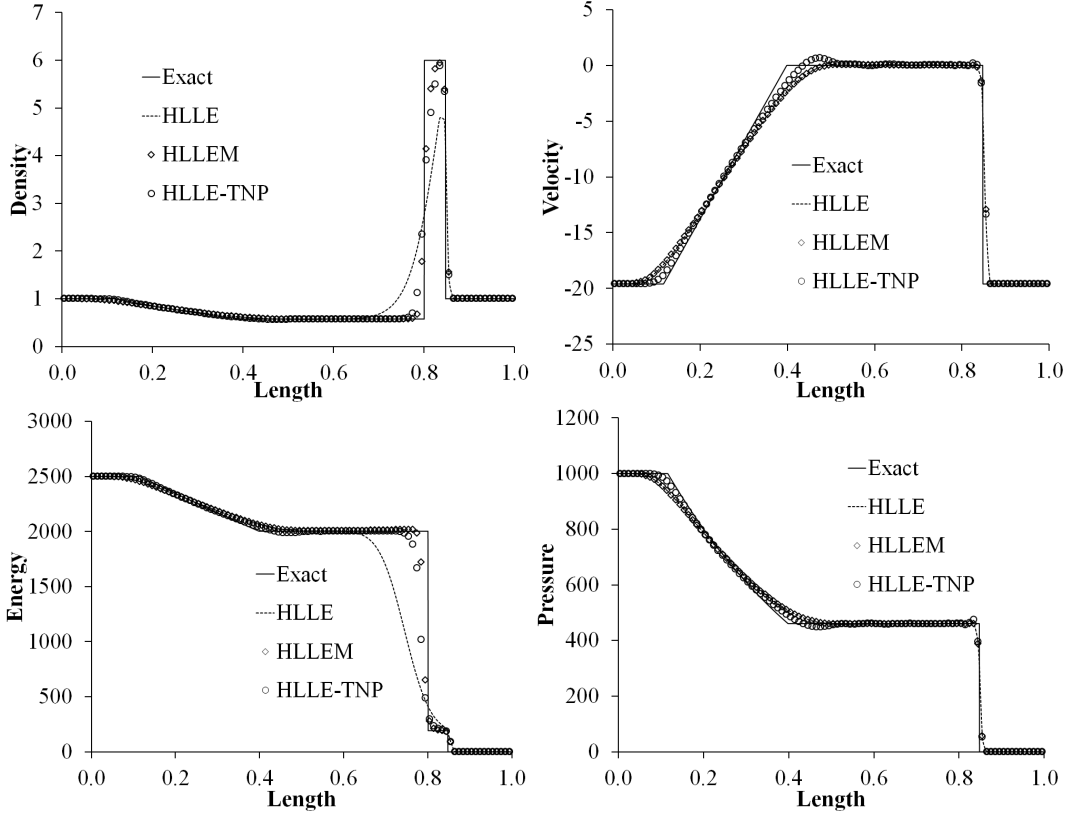 7
6
5
4
3
2
1
0
Density
Exact
HLLE
HLLEM
HLLE-TNP
0.0 0.2 0.4 0.6 0.8 1.0
Length
5
0
-5
-10
-15
-20
-25
Velocity
Exact
HLLE
HLLEM
HLLE-TNP
0.0 0.2 0.4 0.6 0.8 1.0
Length
3000
2500
2000
1500
1000
500
0
Energy
Exact
HLLE
HLLEM
HLLE-TNP
0.0 0.2 0.4 0.6 0.8 1.0
Length
1200
1000
800
600
400
200
0
Pressure
Exact
HLLE
HLLEM
HLLE-TNP
0.0 0.2 0.4 0.6 0.8 1.0
Length